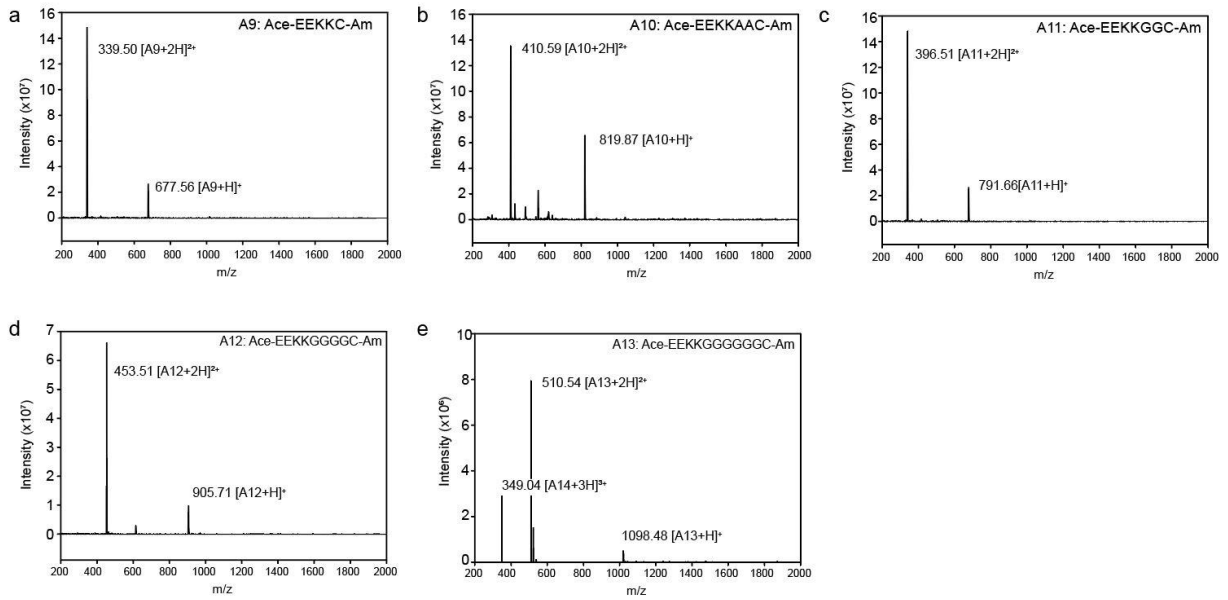 a
A9: Ace-EEKKC-Am
339.50 [A9+2H]²⁺
677.56 [A9+H]⁺
Intensity (x10⁷)
16
14
12
10
8
6
4
2
0
200 400 600 800 1000 1200 1400 1600 1800 2000
m/z
b
A10: Ace-EEKKAAC-Am
410.59 [A10+2H]²⁺
819.87 [A10+H]⁺
Intensity (x10⁷)
16
14
12
10
8
6
4
2
0
200 400 600 800 1000 1200 1400 1600 1800 2000
m/z
c
A11: Ace-EEKKGGC-Am
396.51 [A11+2H]²⁺
791.66[A11+H]⁺
Intensity (x10⁷)
16
14
12
10
8
6
4
2
0
200 400 600 800 1000 1200 1400 1600 1800 2000
m/z
d
A12: Ace-EEKKGGGGC-Am
453.51 [A12+2H]²⁺
905.71 [A12+H]⁺
Intensity (x10⁷)
7
6
5
4
3
2
1
0
200 400 600 800 1000 1200 1400 1600 1800 2000
m/z
e
A13: Ace-EEKKGGGGGGC-Am
510.54 [A13+2H]²⁺
349.04 [A14+3H]³⁺
1098.48 [A13+H]⁺
Intensity (x10⁶)
10
8
6
4
2
0
200 400 600 800 1000 1200 1400 1600 1800 2000
m/z